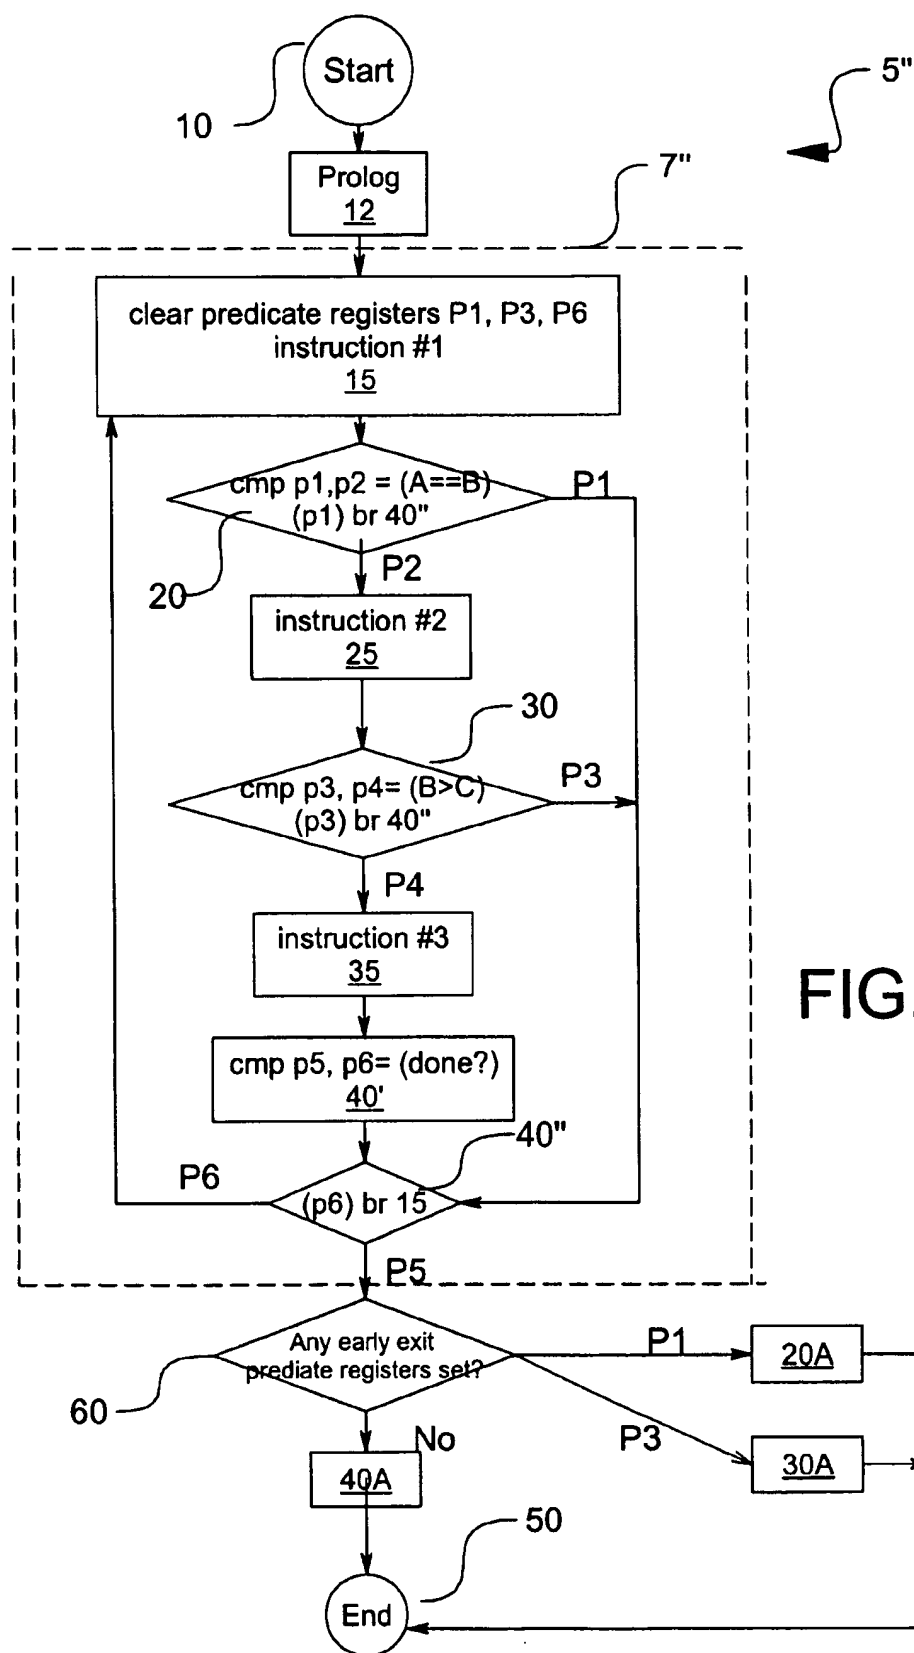 Start
10
5"
Prolog
12
7"
clear predicate registers P1, P3, P6
instruction #1
15
cmp p1,p2 = (A==B)
(p1) br 40"
P1
20
P2
instruction #2
25
30
cmp p3, p4= (B>C)
(p3) br 40"
P3
P4
instruction #3
35
FIG.
cmp p5, p6= (done?)
40'
40"
P6
(p6) br 15
P5
Any early exit
prediate registers set?
60
P1
20A
P3
30A
No
40A
50
End